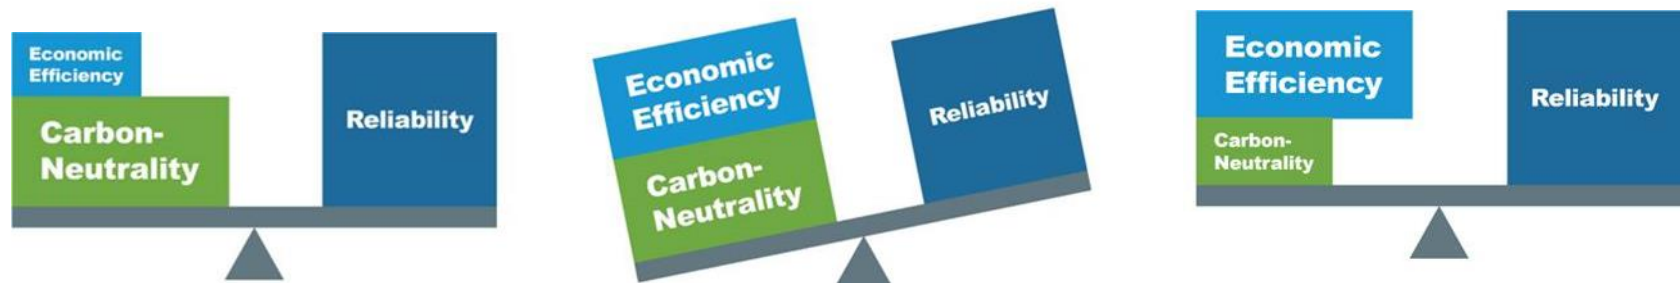 Economic
Efficiency
Carbon-
Neutrality
Reliability
Economic
Efficiency
Carbon-
Neutrality
Reliability
Economic
Efficiency
Carbon-
Neutrality
Reliability